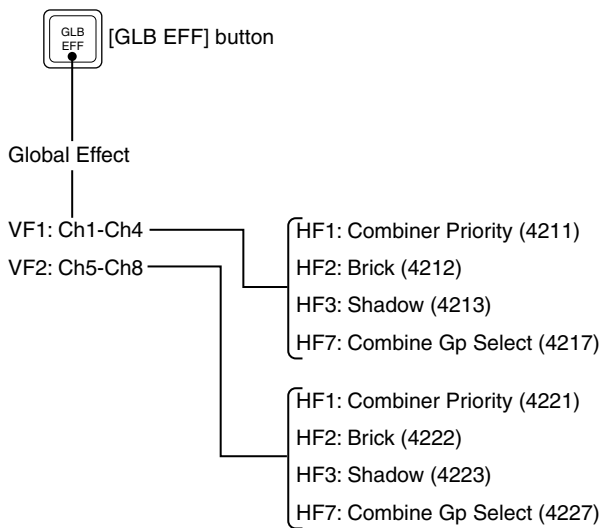 GLB
EFF
[GLB EFF] button
Global Effect
VF1: Ch1-Ch4
VF2: Ch5-Ch8
HF1: Combiner Priority (4211)
HF2: Brick (4212)
HF3: Shadow (4213)
HF7: Combine Gp Select (4217)
HF1: Combiner Priority (4221)
HF2: Brick (4222)
HF3: Shadow (4223)
HF7: Combine Gp Select (4227)